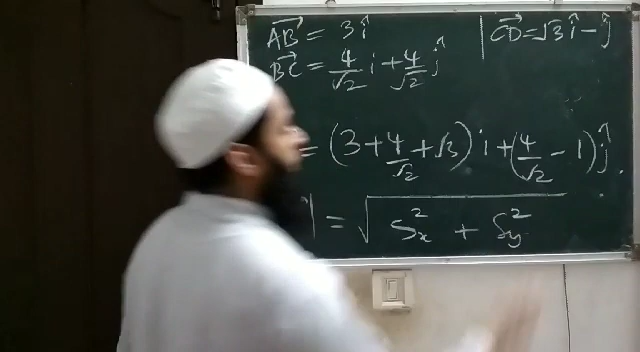 AB⃗ = 3î | CD⃗ = √3 î − ĵ
BC⃗ = 4/√2 i + 4/√2 ĵ
= (3 + 4/√2 + √3) i + (4/√2 − 1) ĵ.
| = √(Sx² + Sy²)